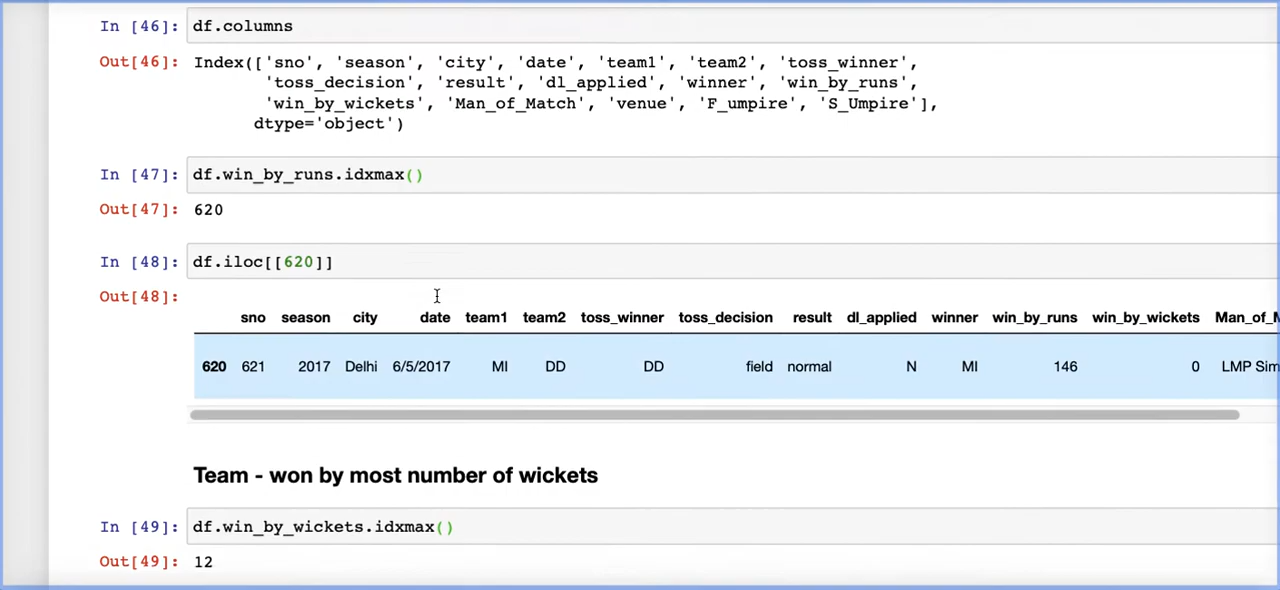 In [46]: df.columns
Out[46]: Index(['sno', 'season', 'city', 'date', 'team1', 'team2', 'toss_winner',
'toss_decision', 'result', 'dl_applied', 'winner', 'win_by_runs',
'win_by_wickets', 'Man_of_Match', 'venue', 'F_umpire', 'S_Umpire'],
dtype='object')
In [47]: df.win_by_runs.idxmax()
Out[47]: 620
In [48]: df.iloc[[620]]
Out[48]:
sno season city date team1 team2 toss_winner toss_decision result dl_applied winner win_by_runs win_by_wickets Man_of_M
620 621 2017 Delhi 6/5/2017 MI DD DD field normal N MI 146 0 LMP Sim
Team - won by most number of wickets
In [49]: df.win_by_wickets.idxmax()
Out[49]: 12